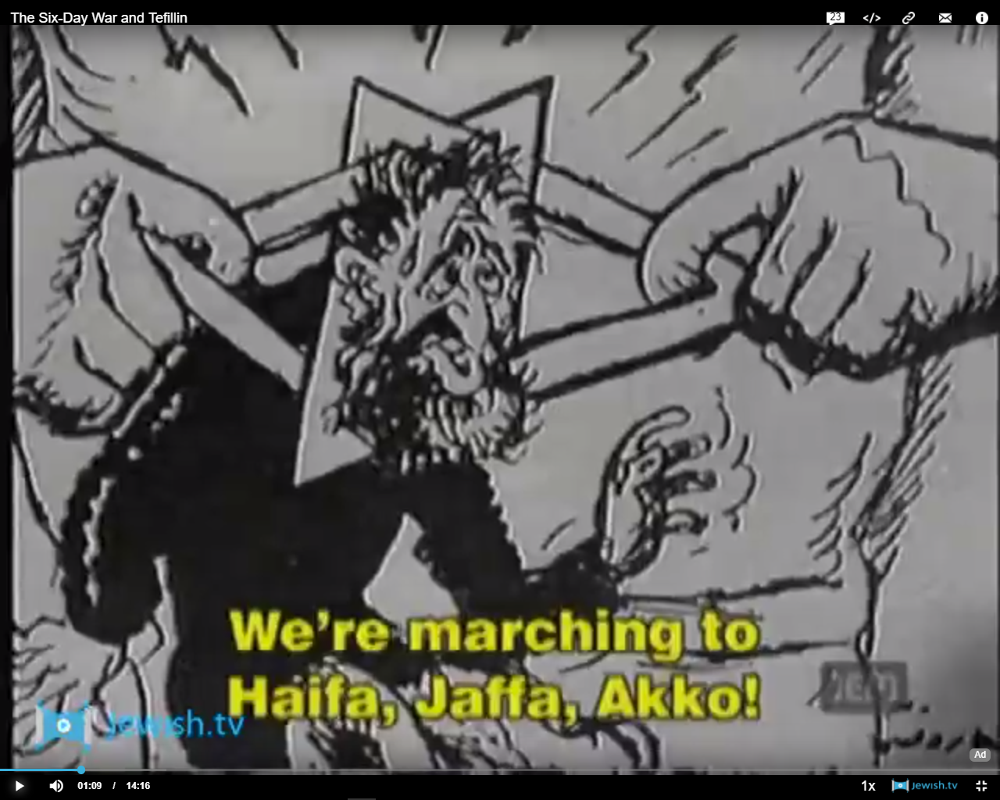 The Six-Day War and Tefillin
23
We're marching to
Haifa, Jaffa, Akko!
Jewish.tv
JEM
Ad
01:09 / 14:16
1x
Jewish.tv